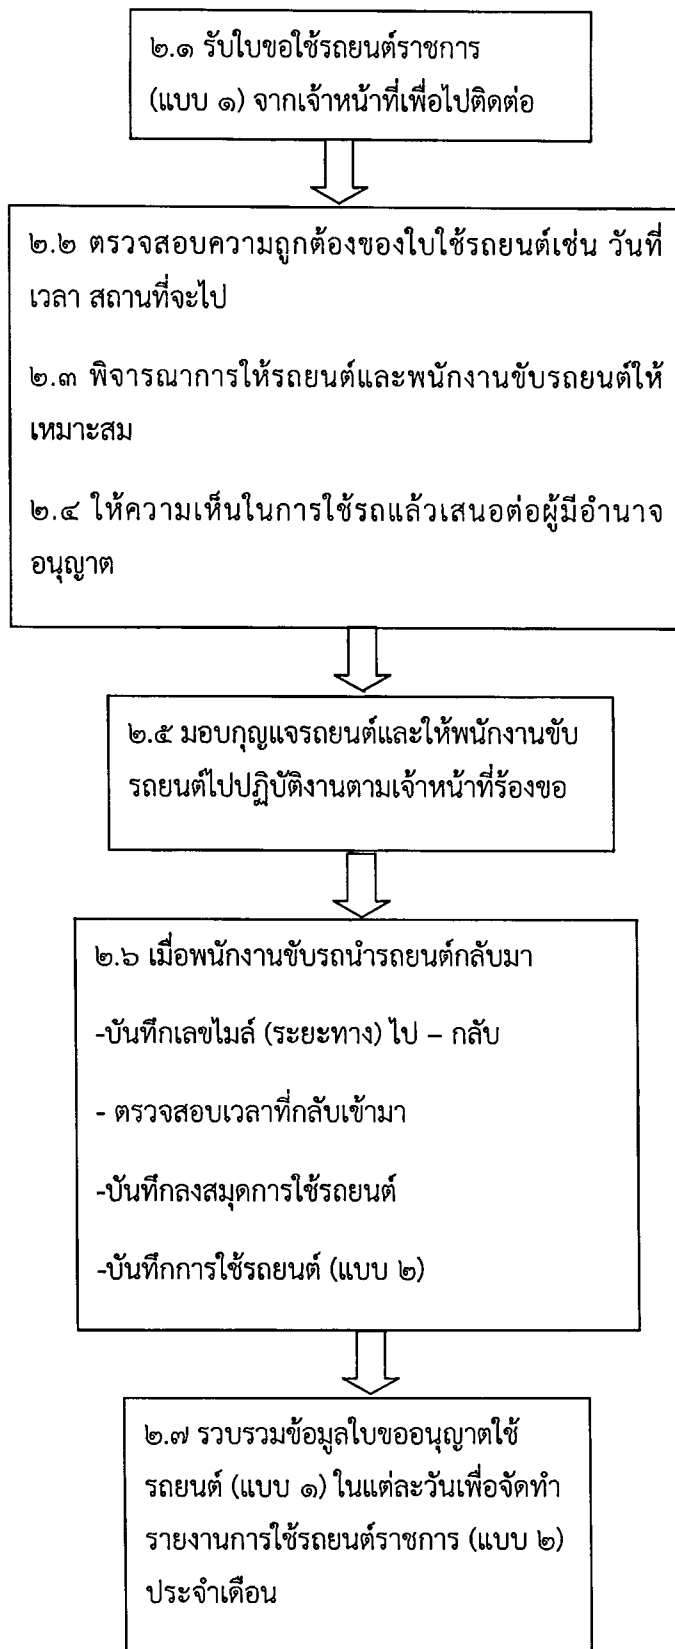 ๒.๑ รับใบขอใช้รถยนต์ราชการ
(แบบ ๑) จากเจ้าหน้าที่เพื่อไปติดต่อ
๒.๒ ตรวจสอบความถูกต้องของใบใช้รถยนต์เช่น วันที่
เวลา สถานที่จะไป
๒.๓ พิจารณาการให้รถยนต์และพนักงานขับรถยนต์ให้
เหมาะสม
๒.๔ ให้ความเห็นในการใช้รถแล้วเสนอต่อผู้มีอำนาจ
อนุญาต
๒.๕ มอบกุญแจรถยนต์และให้พนักงานขับ
รถยนต์ไปปฏิบัติงานตามเจ้าหน้าที่ร้องขอ
๒.๖ เมื่อพนักงานขับรถนำรถยนต์กลับมา
-บันทึกเลขไมล์ (ระยะทาง) ไป – กลับ
- ตรวจสอบเวลาที่กลับเข้ามา
-บันทึกลงสมุดการใช้รถยนต์
-บันทึกการใช้รถยนต์ (แบบ ๒)
๒.๗ รวบรวมข้อมูลใบขออนุญาตใช้
รถยนต์ (แบบ ๑) ในแต่ละวันเพื่อจัดทำ
รายงานการใช้รถยนต์ราชการ (แบบ ๒)
ประจำเดือน